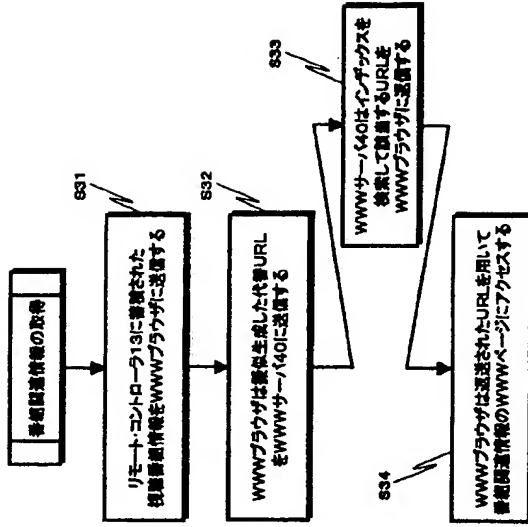 番組関連情報の取得
S31
リモート・コントローラ13に蓄積された
視聴番組情報をWWWブラウザに送信する
S32
WWWブラウザは擬似生成した代替URL
をWWWサーバ40に送信する
S33
WWWサーバ40はインデックスを
検索して該当するURLを
WWWブラウザに送信する
S34
WWWブラウザは返送されたURLを用いて
番組関連情報のWWWページにアクセスする